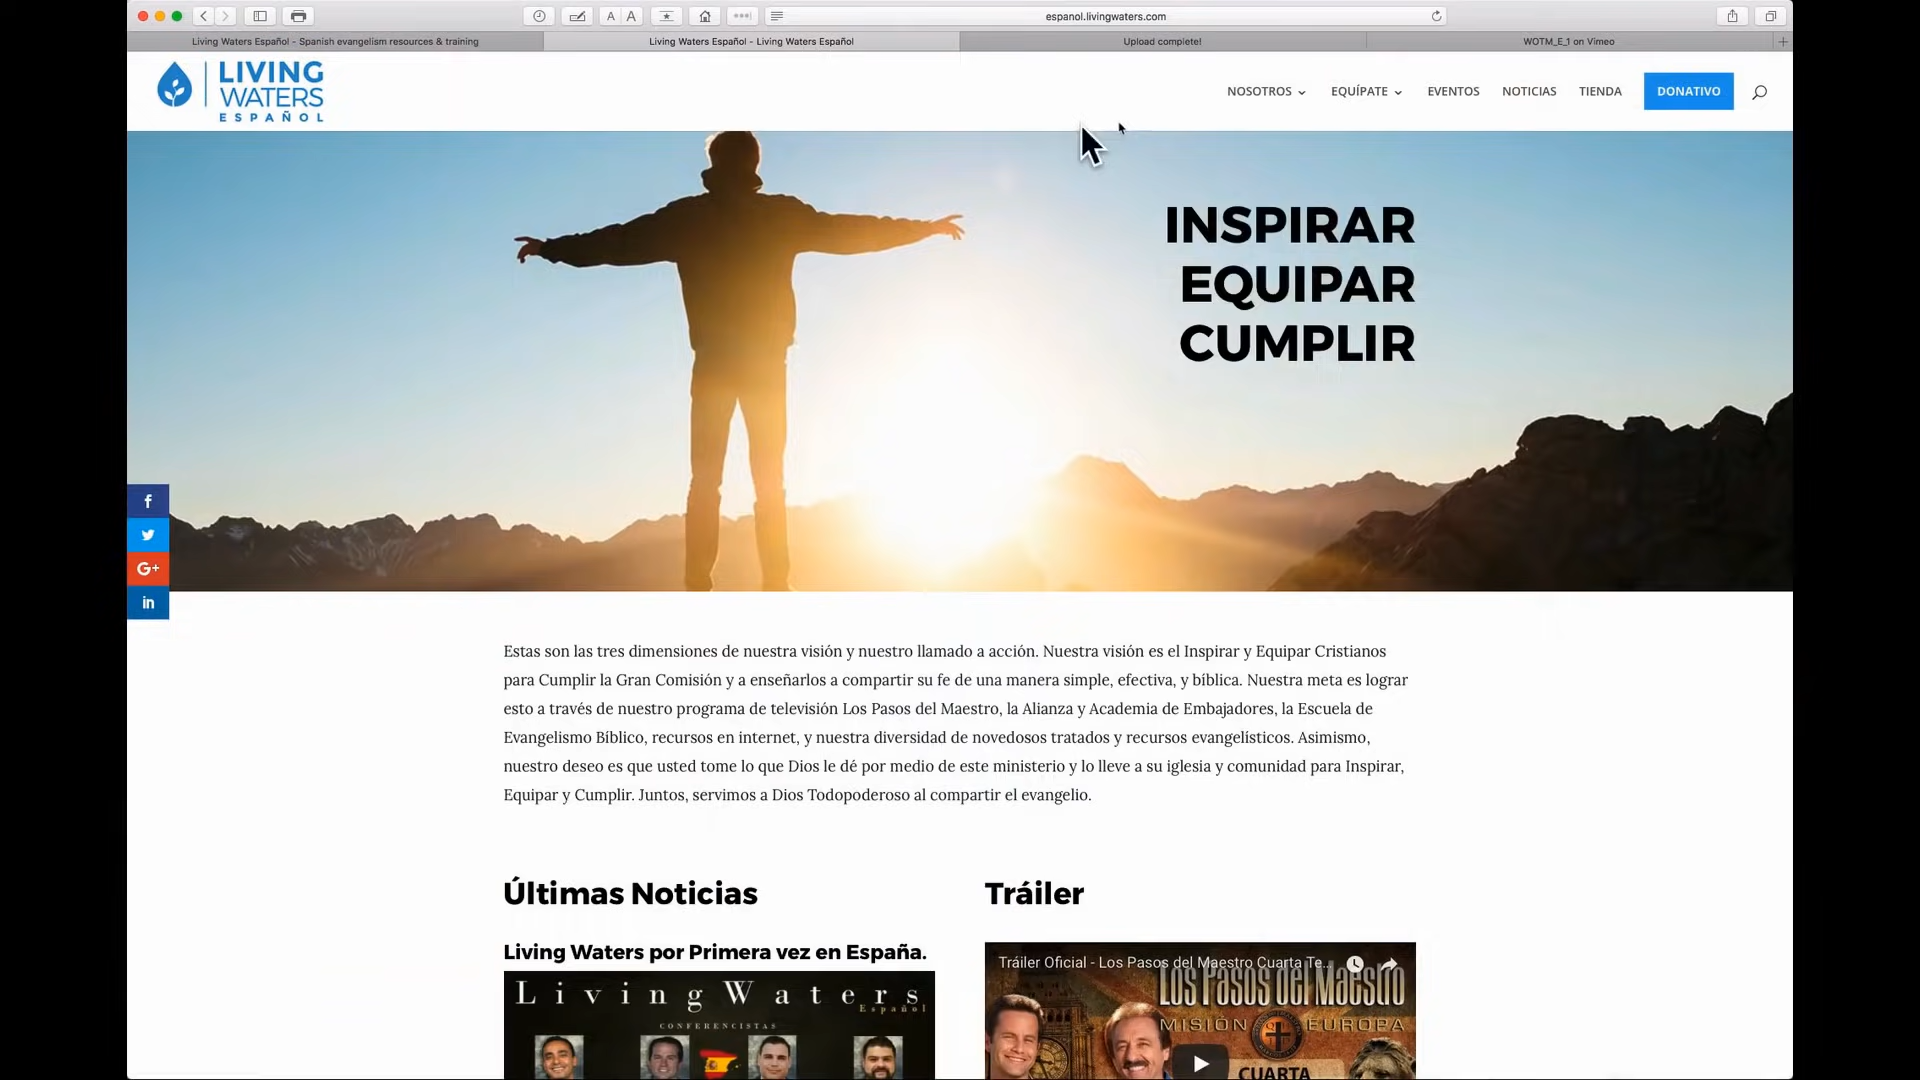 A A
espanol.livingwaters.com
Living Waters Español – Spanish evangelism resources & training
Living Waters Español – Living Waters Español
Upload complete!
WOTM_E_1 on Vimeo
LIVING
WATERS
ESPAÑOL
NOSOTROS
EQUÍPATE
EVENTOS
NOTICIAS
TIENDA
DONATIVO
INSPIRAR
EQUIPAR
CUMPLIR
f
G+
in
Estas son las tres dimensiones de nuestra visión y nuestro llamado a acción. Nuestra visión es el Inspirar y Equipar Cristianos
para Cumplir la Gran Comisión y a enseñarlos a compartir su fe de una manera simple, efectiva, y bíblica. Nuestra meta es lograr
esto a través de nuestro programa de televisión Los Pasos del Maestro, la Alianza y Academia de Embajadores, la Escuela de
Evangelismo Bíblico, recursos en internet, y nuestra diversidad de novedosos tratados y recursos evangelísticos. Asimismo,
nuestro deseo es que usted tome lo que Dios le dé por medio de este ministerio y lo lleve a su iglesia y comunidad para Inspirar,
Equipar y Cumplir. Juntos, servimos a Dios Todopoderoso al compartir el evangelio.
Últimas Noticias
Living Waters por Primera vez en España.
Living Waters
Español
CONFERENCISTAS
Tráiler
Tráiler Oficial - Los Pasos del Maestro Cuarta Te...
Los Pasos del Maestro
MISIÓN EUROPA
CUARTA